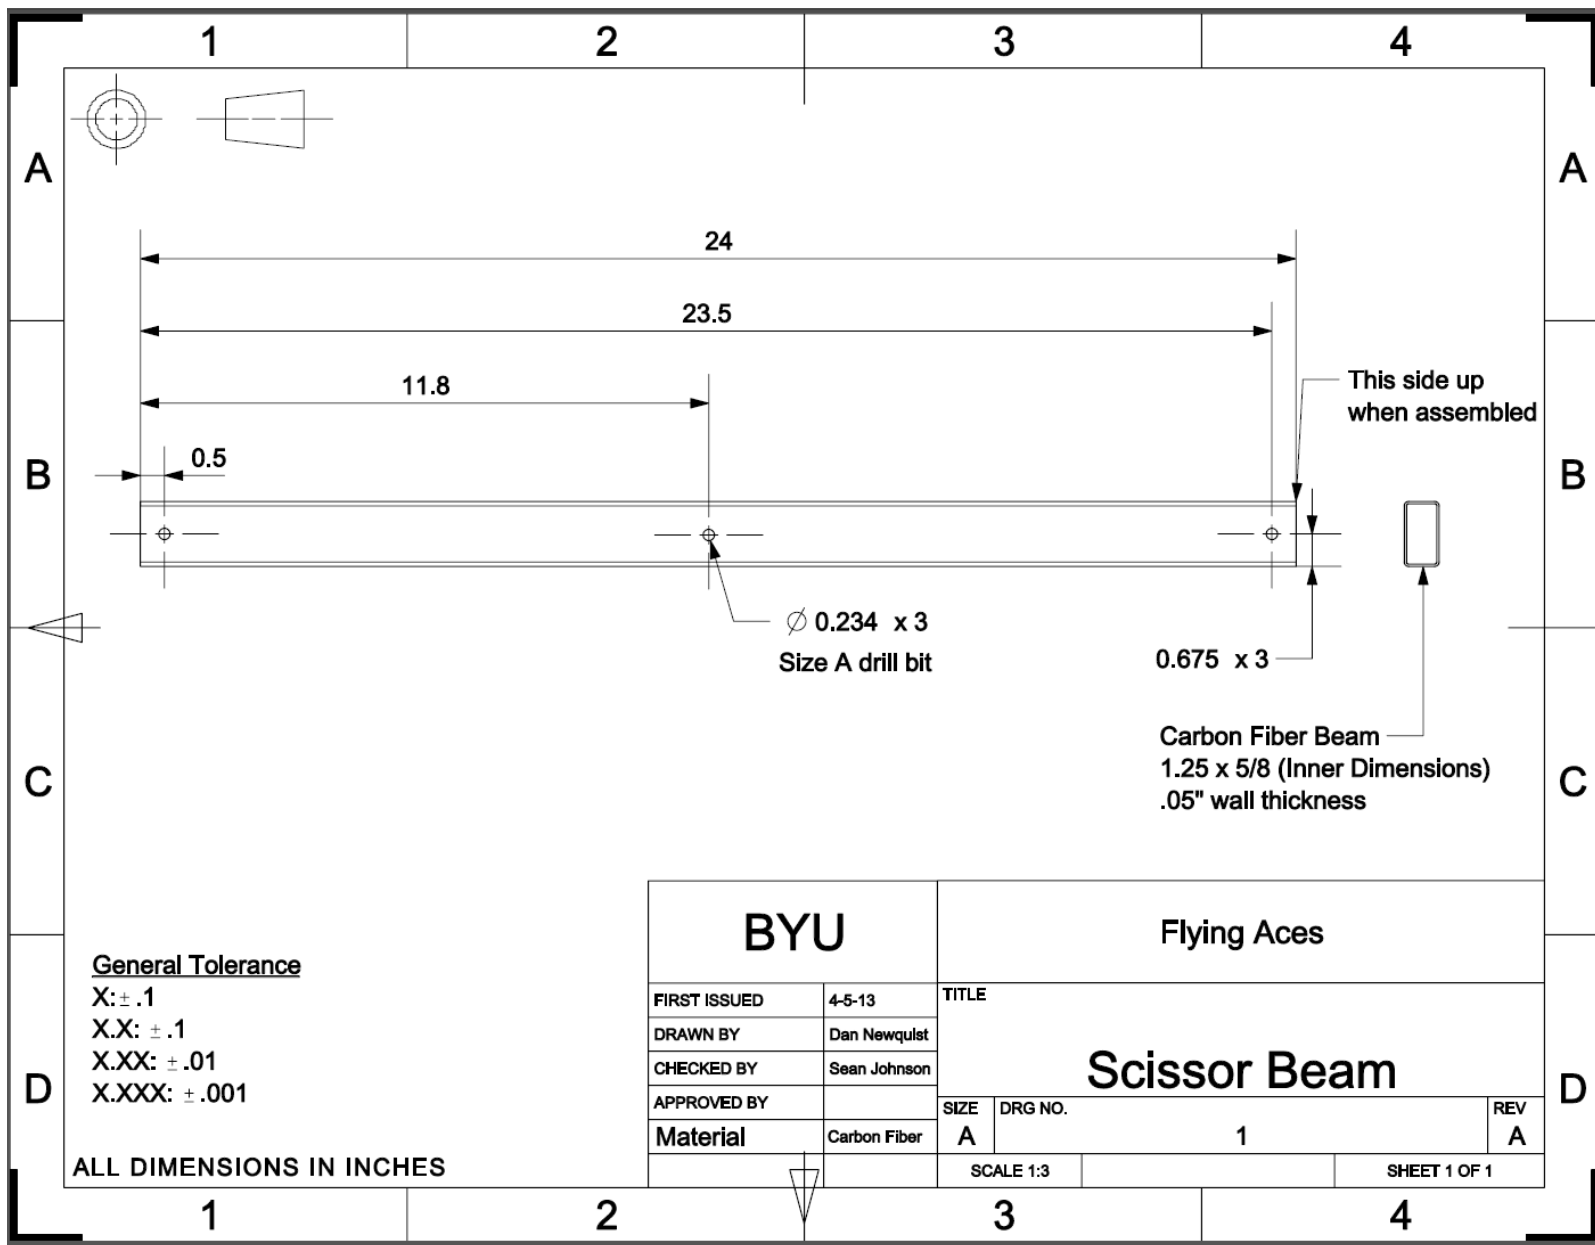 1 2 3 4
A A
24
23.5
This side up
when assembled
11.8
0.5
B B
Ø 0.234 x 3
Size A drill bit
0.675 x 3
Carbon Fiber Beam
1.25 x 5/8 (Inner Dimensions)
.05" wall thickness
C C
General Tolerance
X:± .1
X.X: ± .1
X.XX: ± .01
X.XXX: ± .001
ALL DIMENSIONS IN INCHES
BYU
Flying Aces
FIRST ISSUED 4-5-13
DRAWN BY Dan Newquist
CHECKED BY Sean Johnson
APPROVED BY
Material Carbon Fiber
TITLE
Scissor Beam
SIZE DRG NO. REV
A 1 A
SCALE 1:3 SHEET 1 OF 1
D D
1 2 3 4